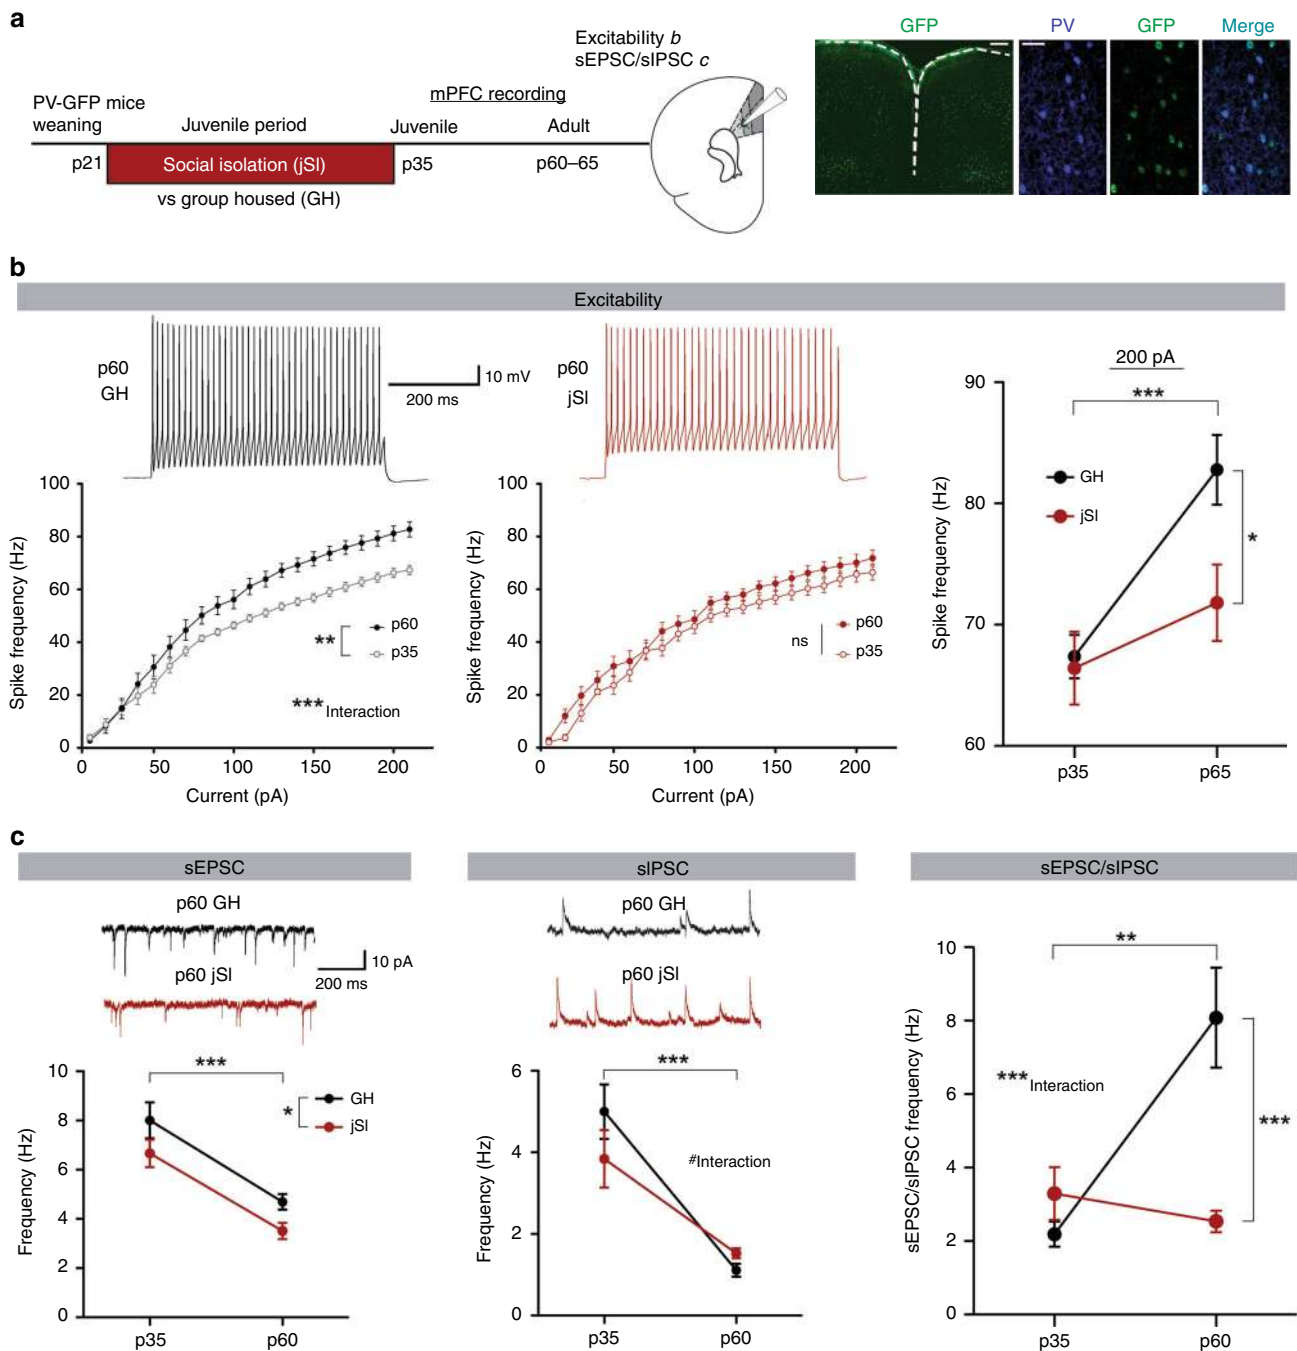 a
Excitability b
sEPSC/sIPSC c
GFP
PV
GFP
Merge
PV-GFP mice
weaning
Juvenile period
mPFC recording
Juvenile
Adult
p21
Social isolation (jSI)
p35
p60–65
vs group housed (GH)
b
Excitability
p60
GH
10 mV
200 ms
p60
jSI
200 pA
100
80
60
40
20
0
Spike frequency (Hz)
p60
p35
**
***Interaction
0
50
100
150
200
Current (pA)
100
80
60
40
20
0
Spike frequency (Hz)
ns
p60
p35
0
50
100
150
200
Current (pA)
90
80
70
60
Spike frequency (Hz)
***
GH
jSI
*
p35
p65
c
sEPSC
p60 GH
10 pA
200 ms
p60 jSI
10
8
6
4
2
0
Frequency (Hz)
***
*
GH
jSI
p35
p60
sIPSC
p60 GH
p60 jSI
6
4
2
0
Frequency (Hz)
***
#Interaction
p35
p60
sEPSC/sIPSC
10
8
6
4
2
0
sEPSC/sIPSC frequency (Hz)
**
***Interaction
***
p35
p60